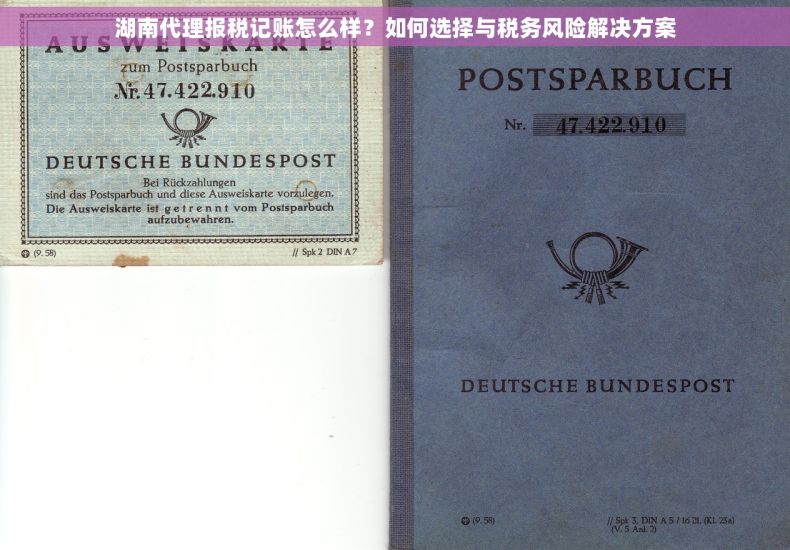 湖南代理报税记账怎么样？如何选择与税务风险解决方案
AUSWEISKARTE
zum Postsparbuch
Nr. 47.422.910
DEUTSCHE BUNDESPOST
Bei Rückzahlungen
sind das Postsparbuch und diese Ausweiskarte vorzulegen.
Die Ausweiskarte ist getrennt vom Postsparbuch
aufzubewahren.
(9. 58)
// Spk 2 DIN A 7
POSTSPARBUCH
Nr. 47.422.910
DEUTSCHE BUNDESPOST
(9. 58)
// Spk 3, DIN A 5 / 16 Bl. (Kl. 23a)
(V, 5 Anl. 2)